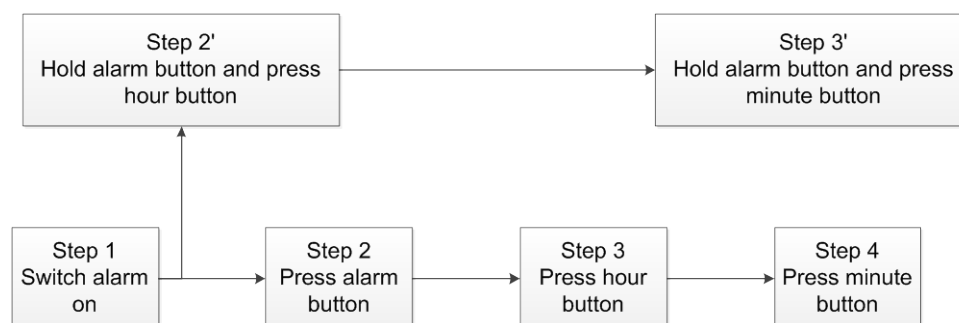 Step 2'
Hold alarm button and press
hour button
Step 3'
Hold alarm button and press
minute button
Step 1
Switch alarm
on
Step 2
Press alarm
button
Step 3
Press hour
button
Step 4
Press minute
button